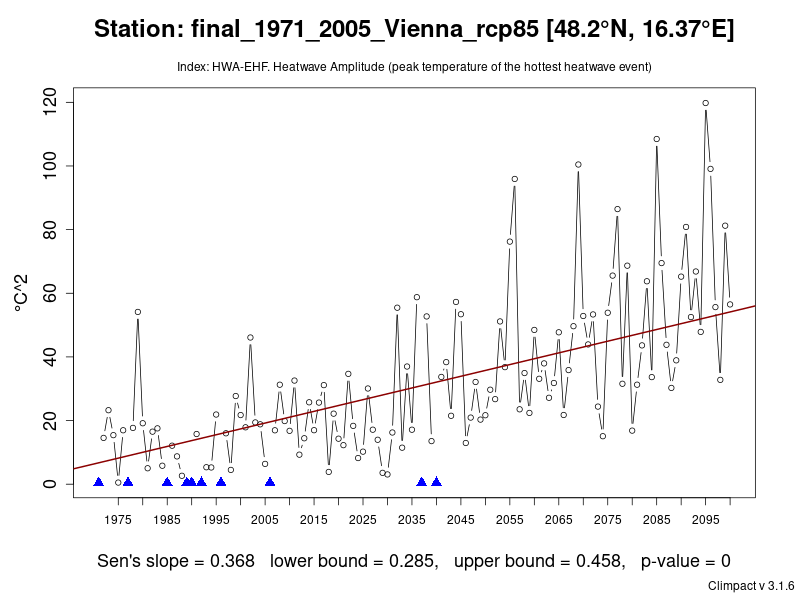 Station: final_1971_2005_Vienna_rcp85 [48.2°N, 16.37°E]
Index: HWA-EHF. Heatwave Amplitude (peak temperature of the hottest heatwave event)
°C^2
120
100
80
60
40
20
0
1975 1985 1995 2005 2015 2025 2035 2045 2055 2065 2075 2085 2095
Sen's slope = 0.368 lower bound = 0.285, upper bound = 0.458, p-value = 0
Climpact v 3.1.6